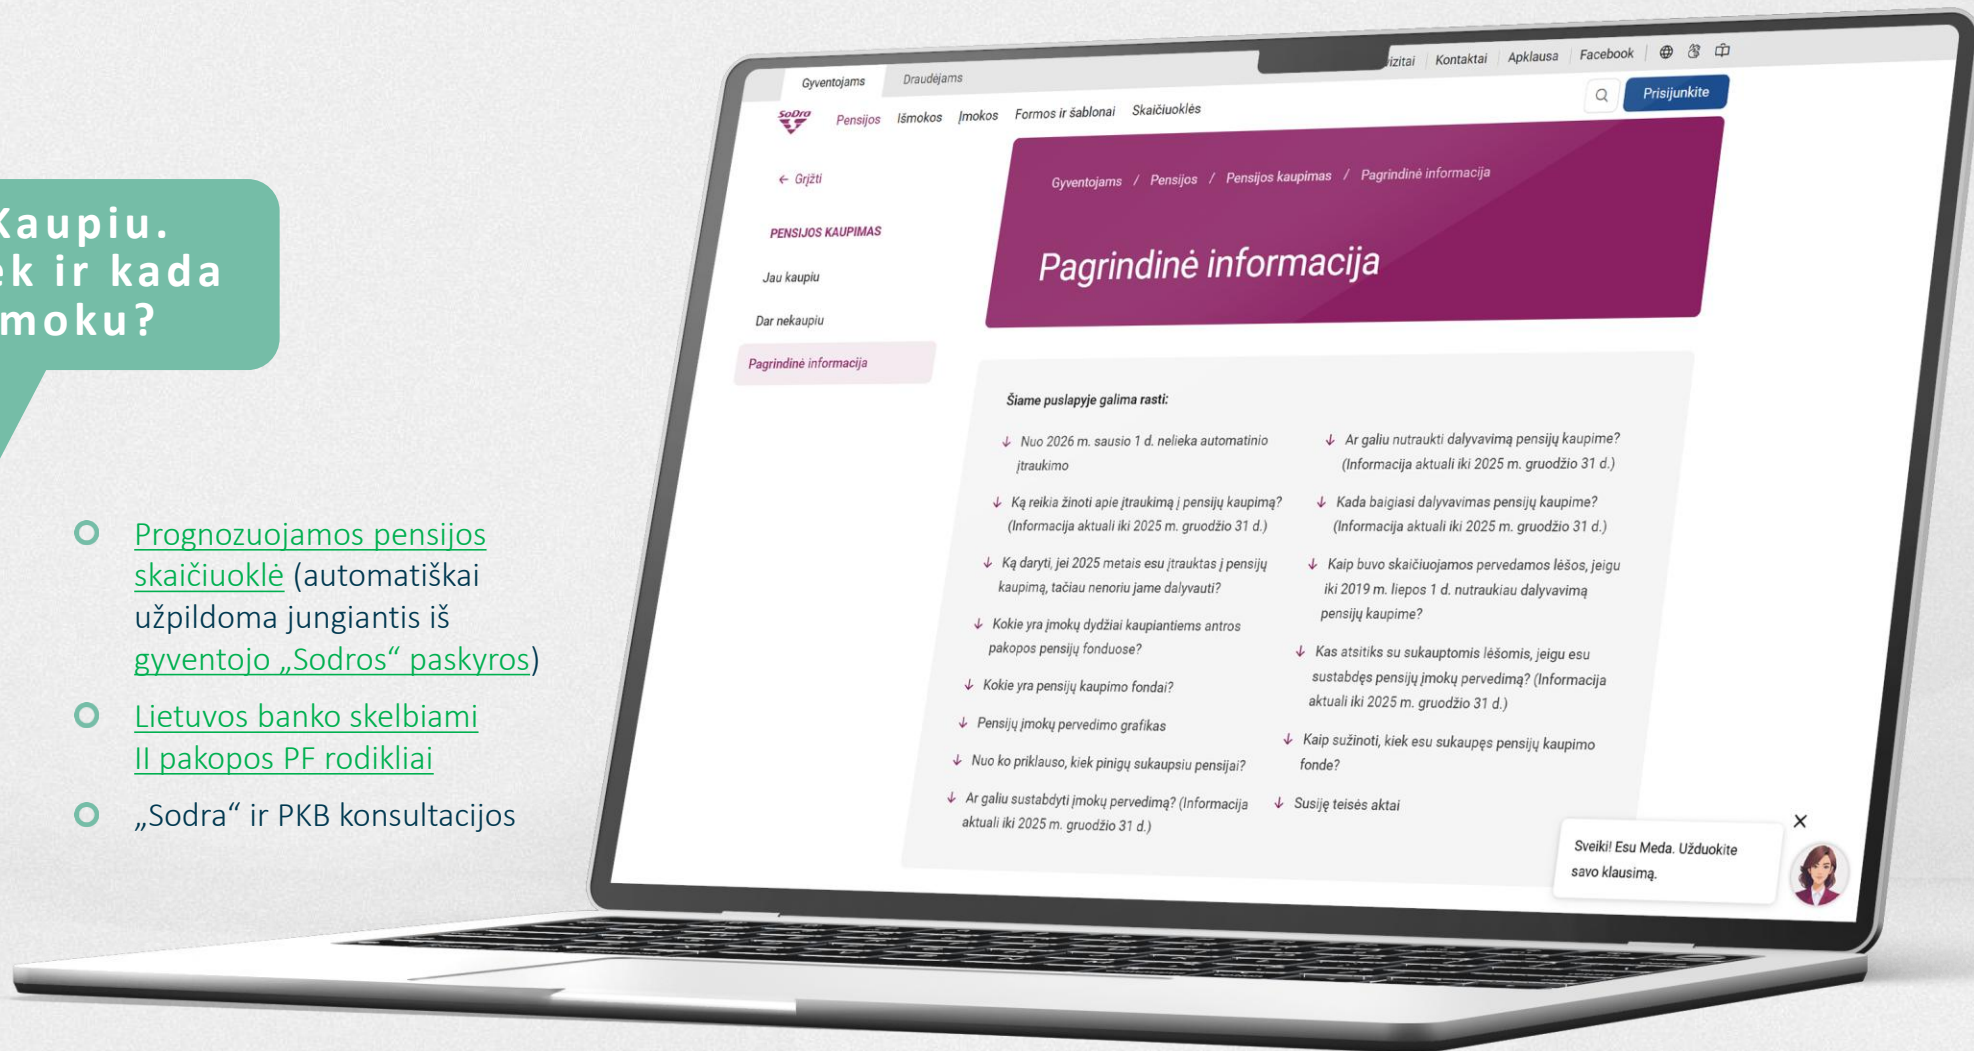 Kaupiu.
ir kada
moku?
Prognozuojamos pensijos
skaičiuoklė (automatiškai
užpildoma jungiantis iš
gyventojo „Sodros“ paskyros)
Lietuvos banko skelbiami
II pakopos PF rodikliai
„Sodra“ ir PKB konsultacijos
Gyventojams Draudėjams
Kontaktai Apklausa Facebook
SoDra Pensijos Išmokos Įmokos Formos ir šablonai Skaičiuoklės
Prisijunkite
← Grįžti
PENSIJOS KAUPIMAS
Jau kaupiu
Dar nekaupiu
Pagrindinė informacija
Gyventojams / Pensijos / Pensijos kaupimas / Pagrindinė informacija
Pagrindinė informacija
Šiame puslapyje galima rasti:
↓ Nuo 2026 m. sausio 1 d. nelieka automatinio
įtraukimo
↓ Ką reikia žinoti apie įtraukimą į pensijų kaupimą?
(Informacija aktuali iki 2025 m. gruodžio 31 d.)
↓ Ką daryti, jei 2025 metais esu įtrauktas į pensijų
kaupimą, tačiau nenoriu jame dalyvauti?
↓ Kokie yra įmokų dydžiai kaupiantiems antros
pakopos pensijų fonduose?
↓ Kokie yra pensijų kaupimo fondai?
↓ Pensijų įmokų pervedimo grafikas
↓ Nuo ko priklauso, kiek pinigų sukaupsiu pensijai?
↓ Ar galiu sustabdyti įmokų pervedimą? (Informacija
aktuali iki 2025 m. gruodžio 31 d.)
↓ Ar galiu nutraukti dalyvavimą pensijų kaupime?
(Informacija aktuali iki 2025 m. gruodžio 31 d.)
↓ Kada baigiasi dalyvavimas pensijų kaupime?
(Informacija aktuali iki 2025 m. gruodžio 31 d.)
↓ Kaip buvo skaičiuojamos pervedamos lėšos, jeigu
iki 2019 m. liepos 1 d. nutraukiau dalyvavimą
pensijų kaupime?
↓ Kas atsitiks su sukauptomis lėšomis, jeigu esu
sustabdęs pensijų įmokų pervedimą? (Informacija
aktuali iki 2025 m. gruodžio 31 d.)
↓ Kaip sužinoti, kiek esu sukaupęs pensijų kaupimo
fonde?
↓ Susiję teisės aktai
Sveiki! Esu Meda. Užduokite
savo klausimą.